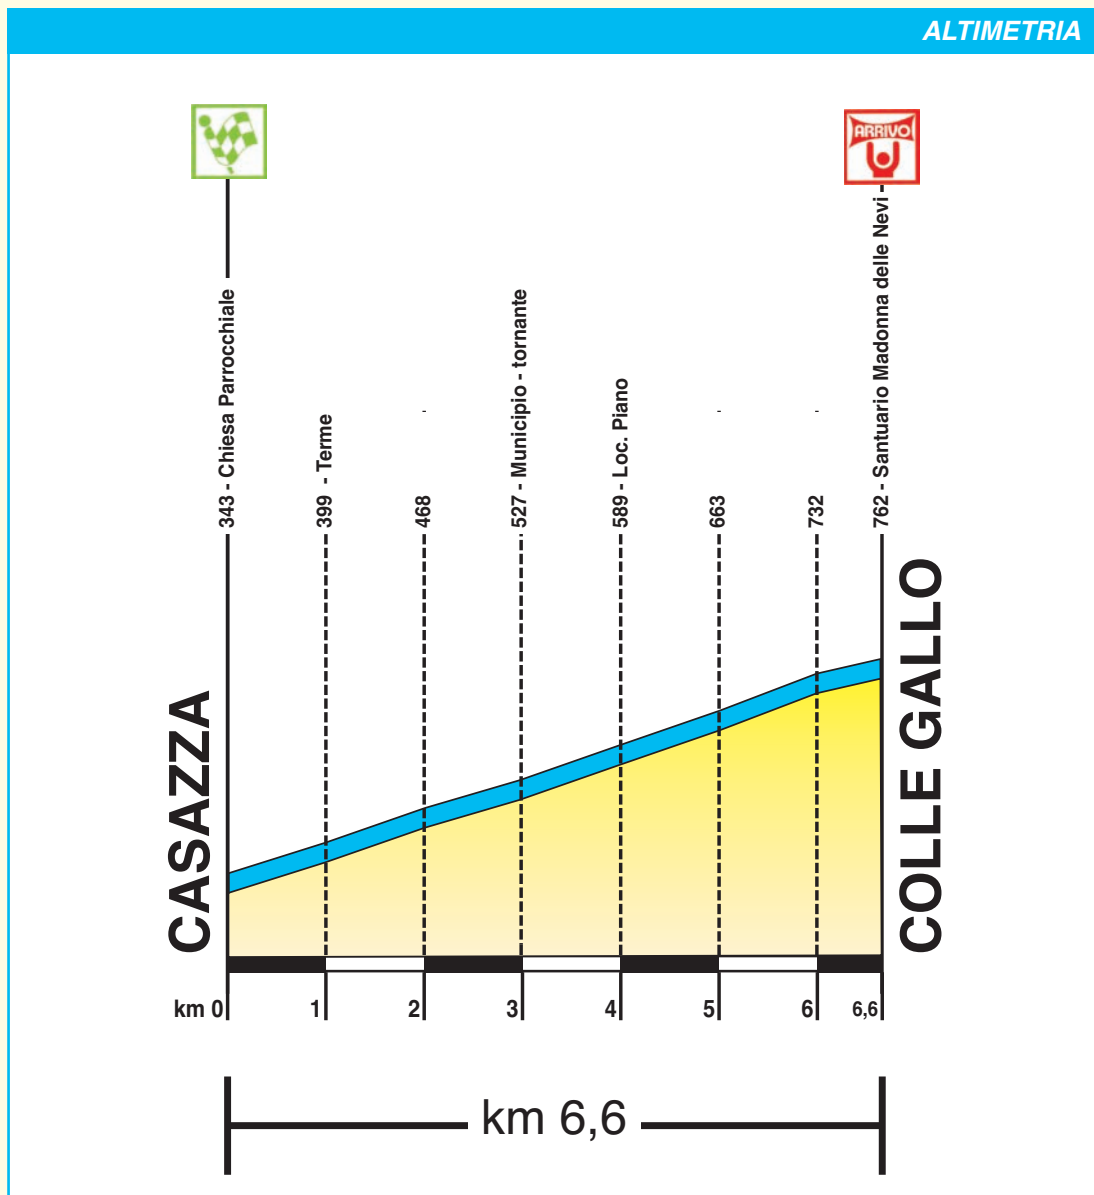 ALTIMETRIA
ARRIVO
343 - Chiesa Parrocchiale
399 - Terme
468
527 - Municipio - tornante
589 - Loc. Piano
663
732
762 - Santuario Madonna delle Nevi
CASAZZA
COLLE GALLO
km 0 1 2 3 4 5 6 6,6
km 6,6